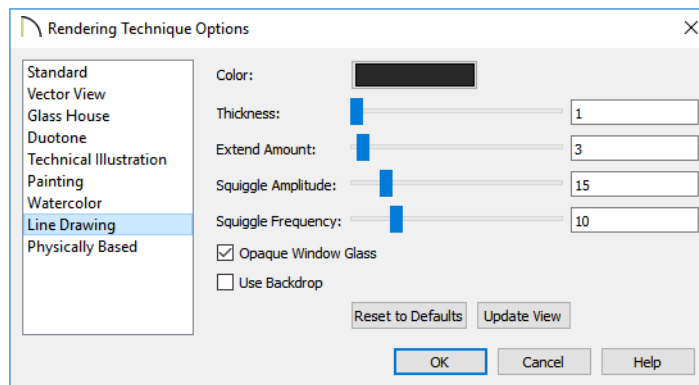 Rendering Technique Options
Standard
Vector View
Glass House
Duotone
Technical Illustration
Painting
Watercolor
Line Drawing
Physically Based
Color:
Thickness: 1
Extend Amount: 3
Squiggle Amplitude: 15
Squiggle Frequency: 10
Opaque Window Glass
Use Backdrop
Reset to Defaults Update View
OK Cancel Help